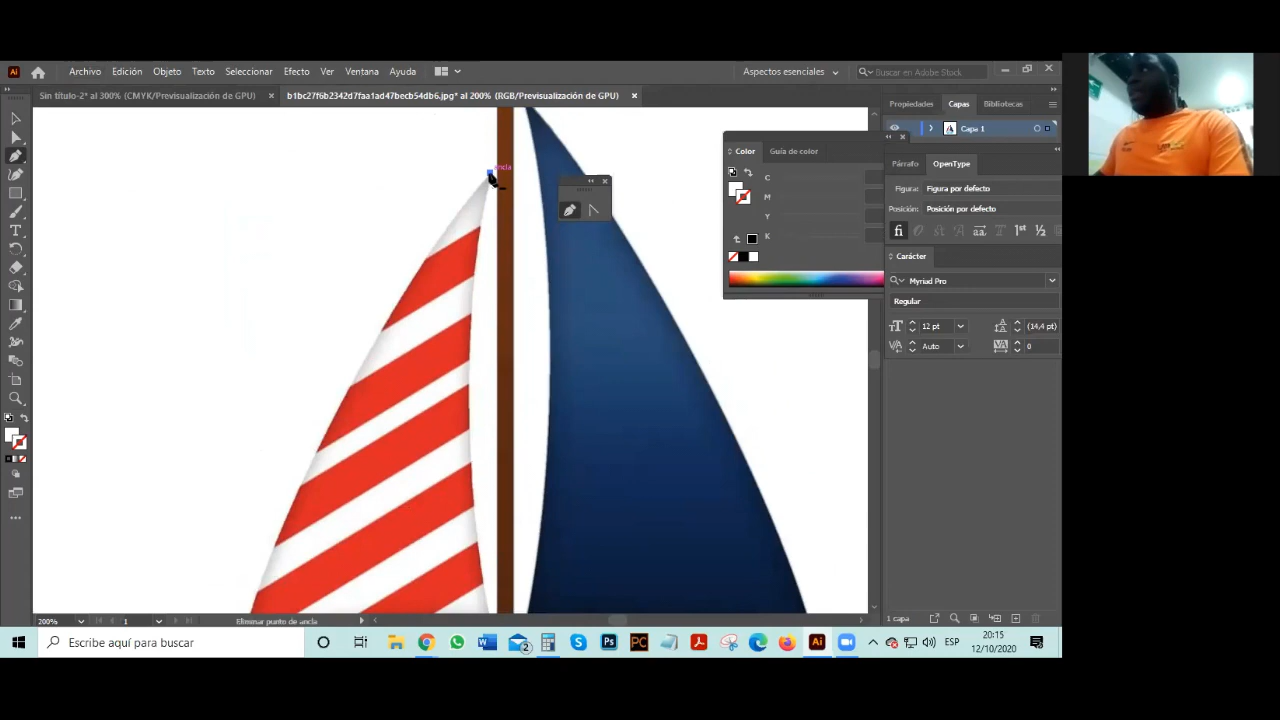 Ai Archivo Edición Objeto Texto Seleccionar Efecto Ver Ventana Ayuda Aspectos esenciales Buscar en Adobe Stock
Sin título-2* al 300% (CMYK/Previsualización de GPU) × b1bc27f6b2342d7faa1ad47becb54db6.jpg* al 200% (RGB/Previsualización de GPU) ×
Propiedades Capas Bibliotecas
Capa 1
Color Guía de color
Párrafo OpenType
ancla
C
Figura: Figura por defecto
M
Posición: Posición por defecto
Y
K
Carácter
Myriad Pro
Regular
12 pt (14,4 pt)
Auto 0
200% 1 Eliminar punto de ancla
1 capa
Escribe aquí para buscar
2
ESP
20:15
12/10/2020